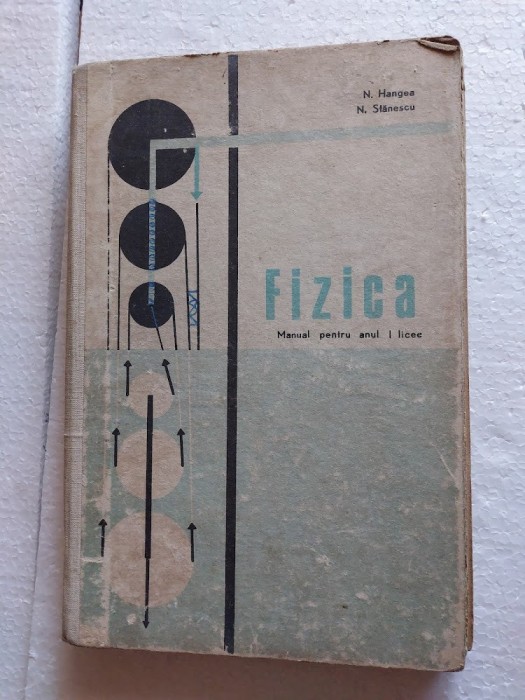 N. Hangea
N. Stănescu
Fizica
Manual pentru anul I licee